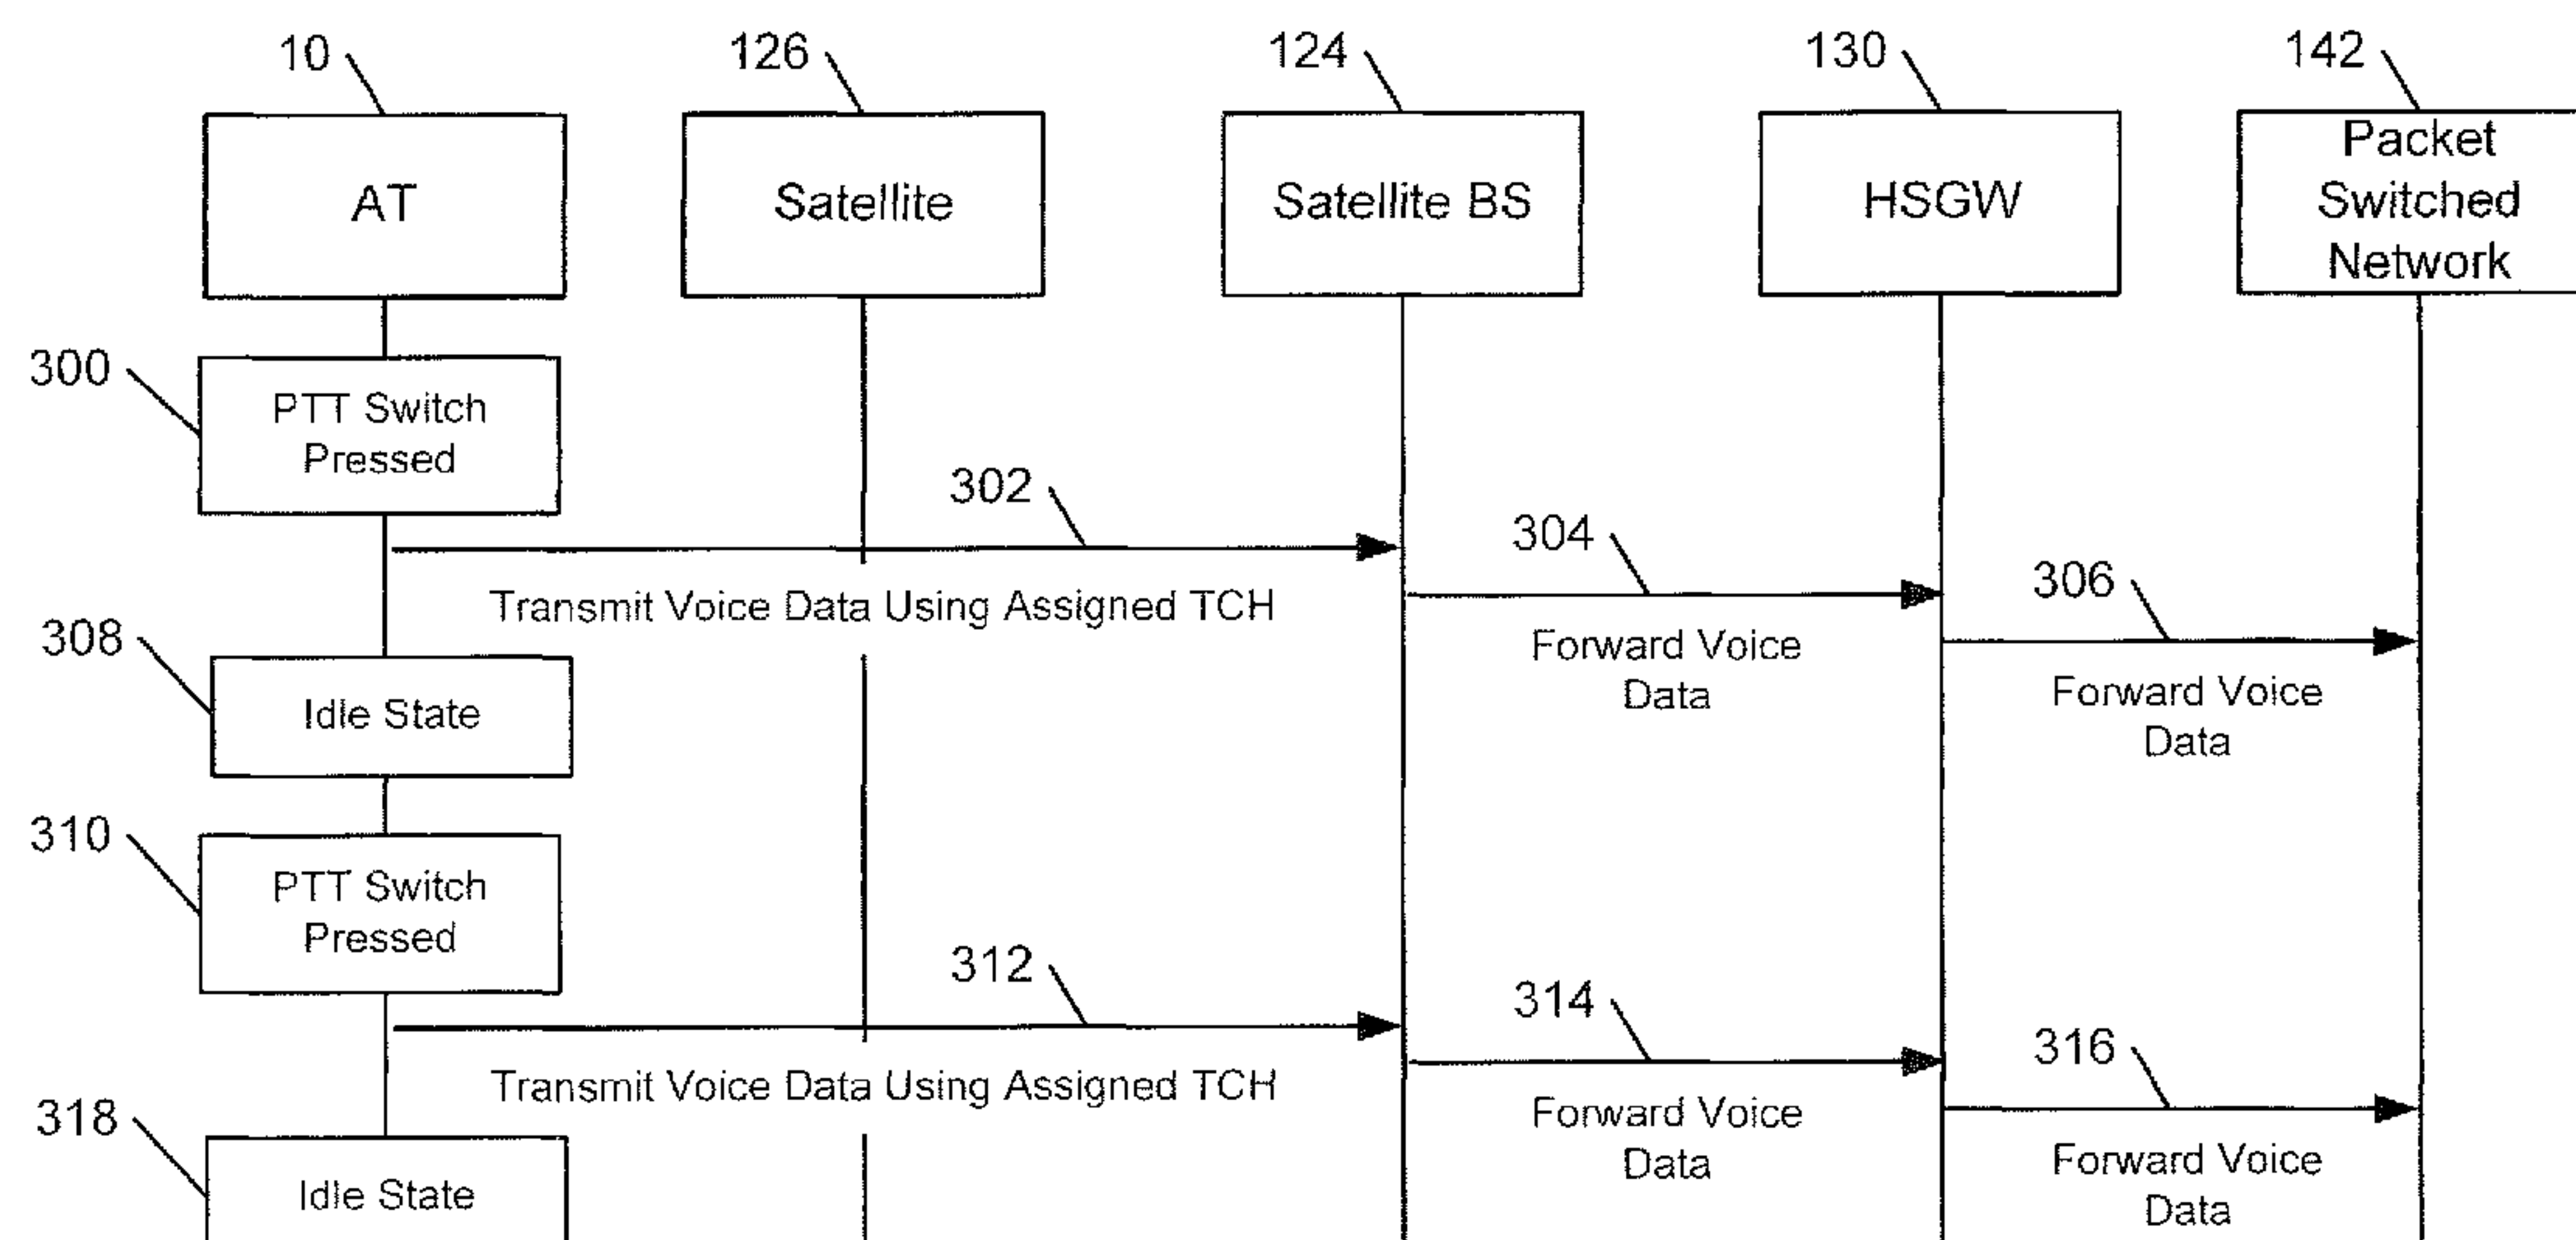 10
126
124
130
142
AT
Satellite
Satellite BS
HSGW
Packet
Switched
Network
300
PTT Switch
Pressed
302
304
306
Transmit Voice Data Using Assigned TCH
Forward Voice
Data
Forward Voice
Data
308
Idle State
310
PTT Switch
Pressed
312
314
316
Transmit Voice Data Using Assigned TCH
Forward Voice
Data
Forward Voice
Data
318
Idle State